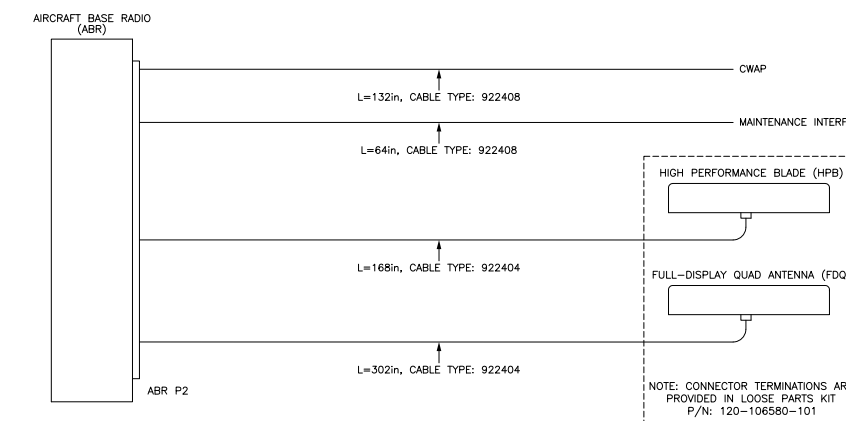 AIRCRAFT BASE RADIO
(ABR)
CWAP
L=132in, CABLE TYPE: 922408
MAINTENANCE INTERF
L=64in, CABLE TYPE: 922408
HIGH PERFORMANCE BLADE (HPB)
L=168in, CABLE TYPE: 922404
FULL-DISPLAY QUAD ANTENNA (FDQ
L=302in, CABLE TYPE: 922404
ABR P2
NOTE: CONNECTOR TERMINATIONS AR
PROVIDED IN LOOSE PARTS KIT
P/N: 120-106580-101